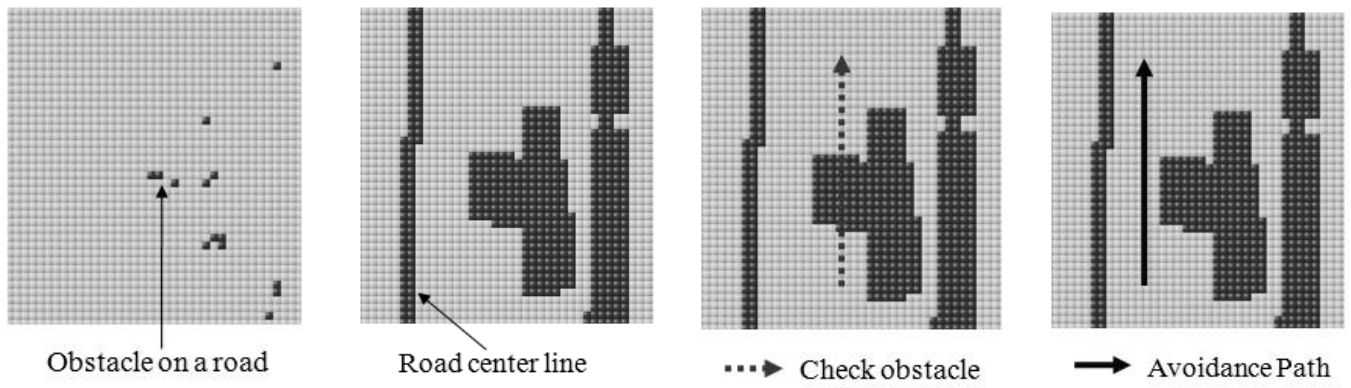 Obstacle on a road
Road center line
Check obstacle
Avoidance Path